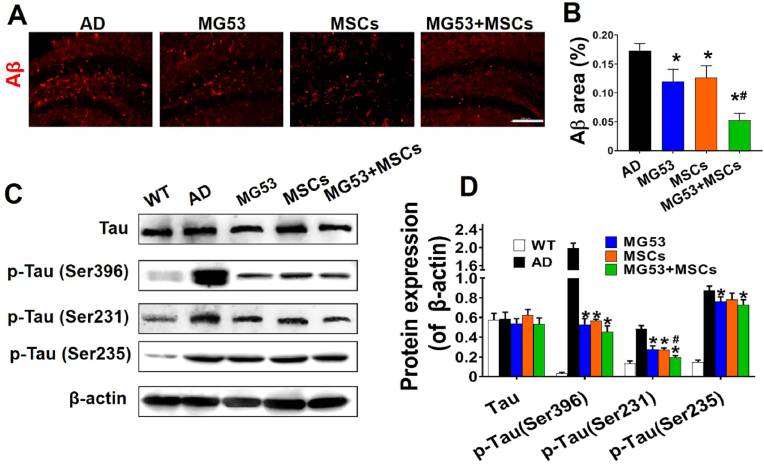 A
AD
MG53
MSCs
MG53+MSCs
Aβ
B
Aβ area (%)
0.20
0.15
0.10
0.05
0.00
*
*
*#
AD
MG53
MSCs
MG53+MSCs
C
WT
AD
MG53
MSCs
MG53+MSCs
Tau
p-Tau (Ser396)
p-Tau (Ser231)
p-Tau (Ser235)
β-actin
D
Protein expression
(of β-actin)
2.4
2.0
1.6
1.2
0.8
0.6
0.4
0.2
0.0
WT
AD
MG53
MSCs
MG53+MSCs
* * *
* * * #
* *
Tau
p-Tau(Ser396)
p-Tau(Ser231)
p-Tau(Ser235)